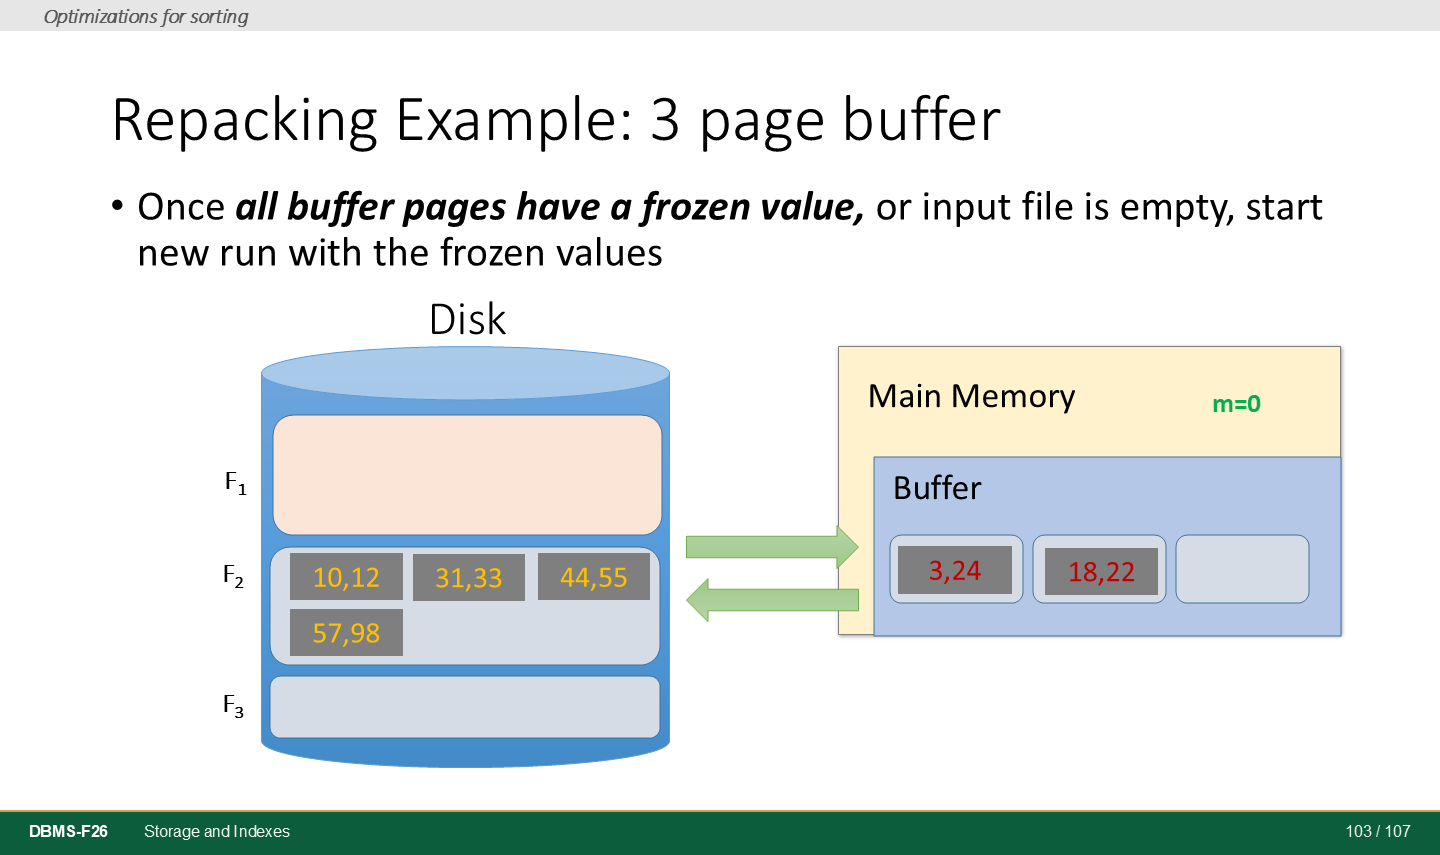 Optimizations for sorting
Repacking Example: 3 page buffer
• Once all buffer pages have a frozen value, or input file is empty, start
new run with the frozen values
Disk
Main Memory
m=0
F1
Buffer
F2
10,12
31,33
44,55
3,24
18,22
57,98
F3
DBMS-F26
Storage and Indexes
103 / 107